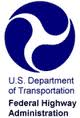 U.S. Department
of Transportation
Federal Highway
Administration